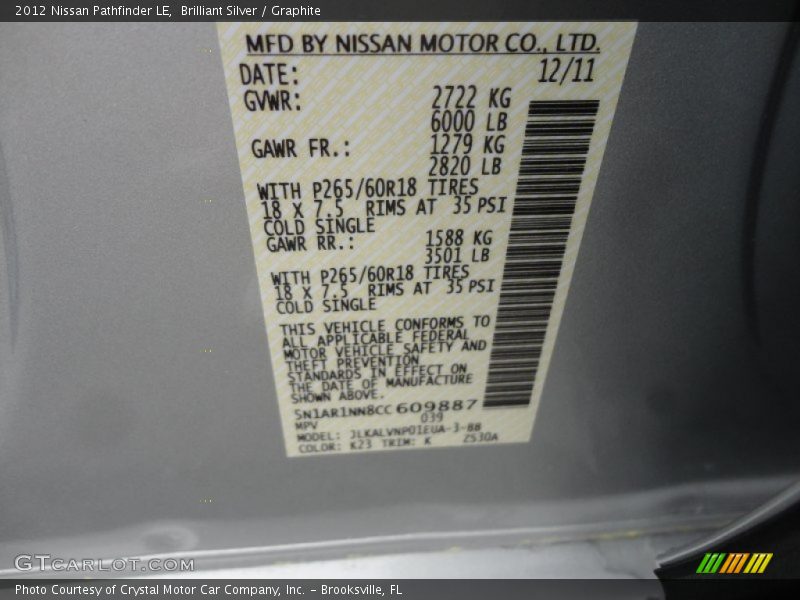 2012 Nissan Pathfinder LE,  Brilliant Silver / Graphite
MFD BY NISSAN MOTOR CO., LTD.
DATE: 12/11
GVWR: 2722 KG
6000 LB
GAWR FR.: 1279 KG
2820 LB
WITH P265/60R18 TIRES
18 X 7.5 RIMS AT 35 PSI
COLD SINGLE
GAWR RR.: 1588 KG
3501 LB
WITH P265/60R18 TIRES
18 X 7.5 RIMS AT 35 PSI
COLD SINGLE
THIS VEHICLE CONFORMS TO
ALL APPLICABLE FEDERAL
MOTOR VEHICLE SAFETY AND
THEFT PREVENTION
STANDARDS IN EFFECT ON
THE DATE OF MANUFACTURE
SHOWN ABOVE.
5N1AR1NN8CC609887
MPV 039
MODEL: JLKALVNP01EUA-3-88
COLOR: K23 TRIM: K Z530A
GTCARLOT.COM
Photo Courtesy of Crystal Motor Car Company, Inc. – Brooksville, FL